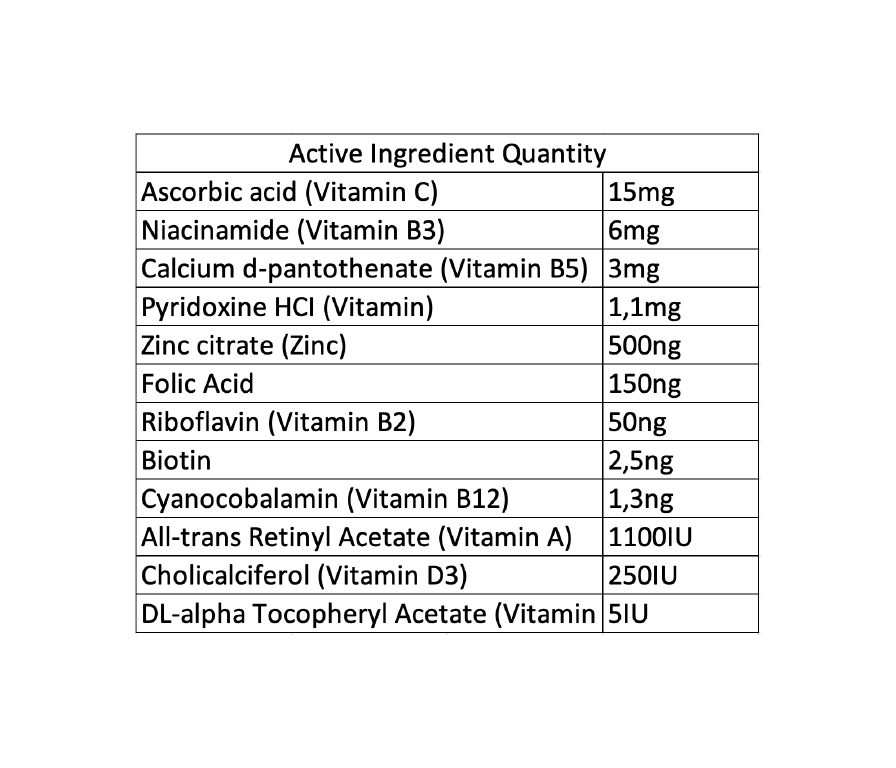 Active Ingredient Quantity
Ascorbic acid (Vitamin C) 15mg
Niacinamide (Vitamin B3) 6mg
Calcium d-pantothenate (Vitamin B5) 3mg
Pyridoxine HCI (Vitamin) 1,1mg
Zinc citrate (Zinc) 500ng
Folic Acid 150ng
Riboflavin (Vitamin B2) 50ng
Biotin 2,5ng
Cyanocobalamin (Vitamin B12) 1,3ng
All-trans Retinyl Acetate (Vitamin A) 1100IU
Cholicalciferol (Vitamin D3) 250IU
DL-alpha Tocopheryl Acetate (Vitamin 5IU